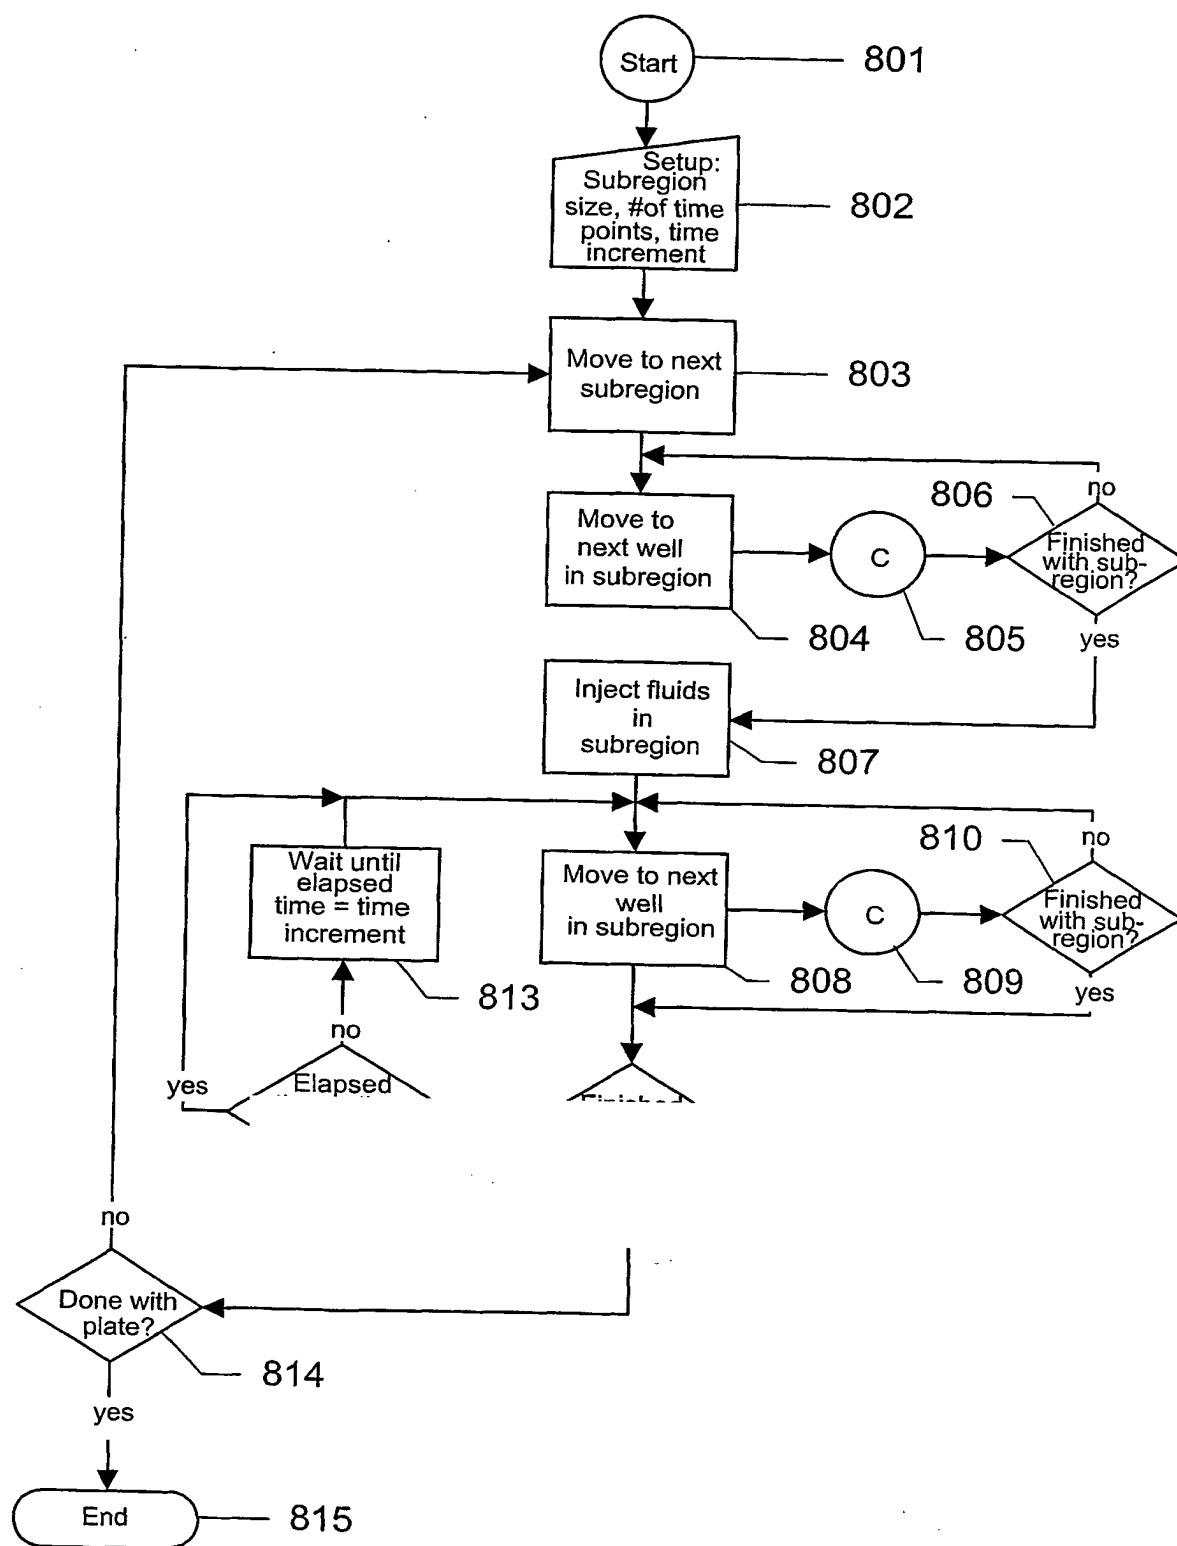 Start
801
Setup:
Subregion
size, #of time
points, time
increment
802
Move to next
subregion
803
Move to
next well
in subregion
804
C
805
806
no
Finished
with sub-
region?
yes
Inject fluids
in
subregion
807
Wait until
elapsed
time = time
increment
813
Move to next
well
in subregion
808
C
809
810
no
Finished
with sub-
region?
yes
no
yes
Elapsed
no
Done with
plate?
814
yes
End
815